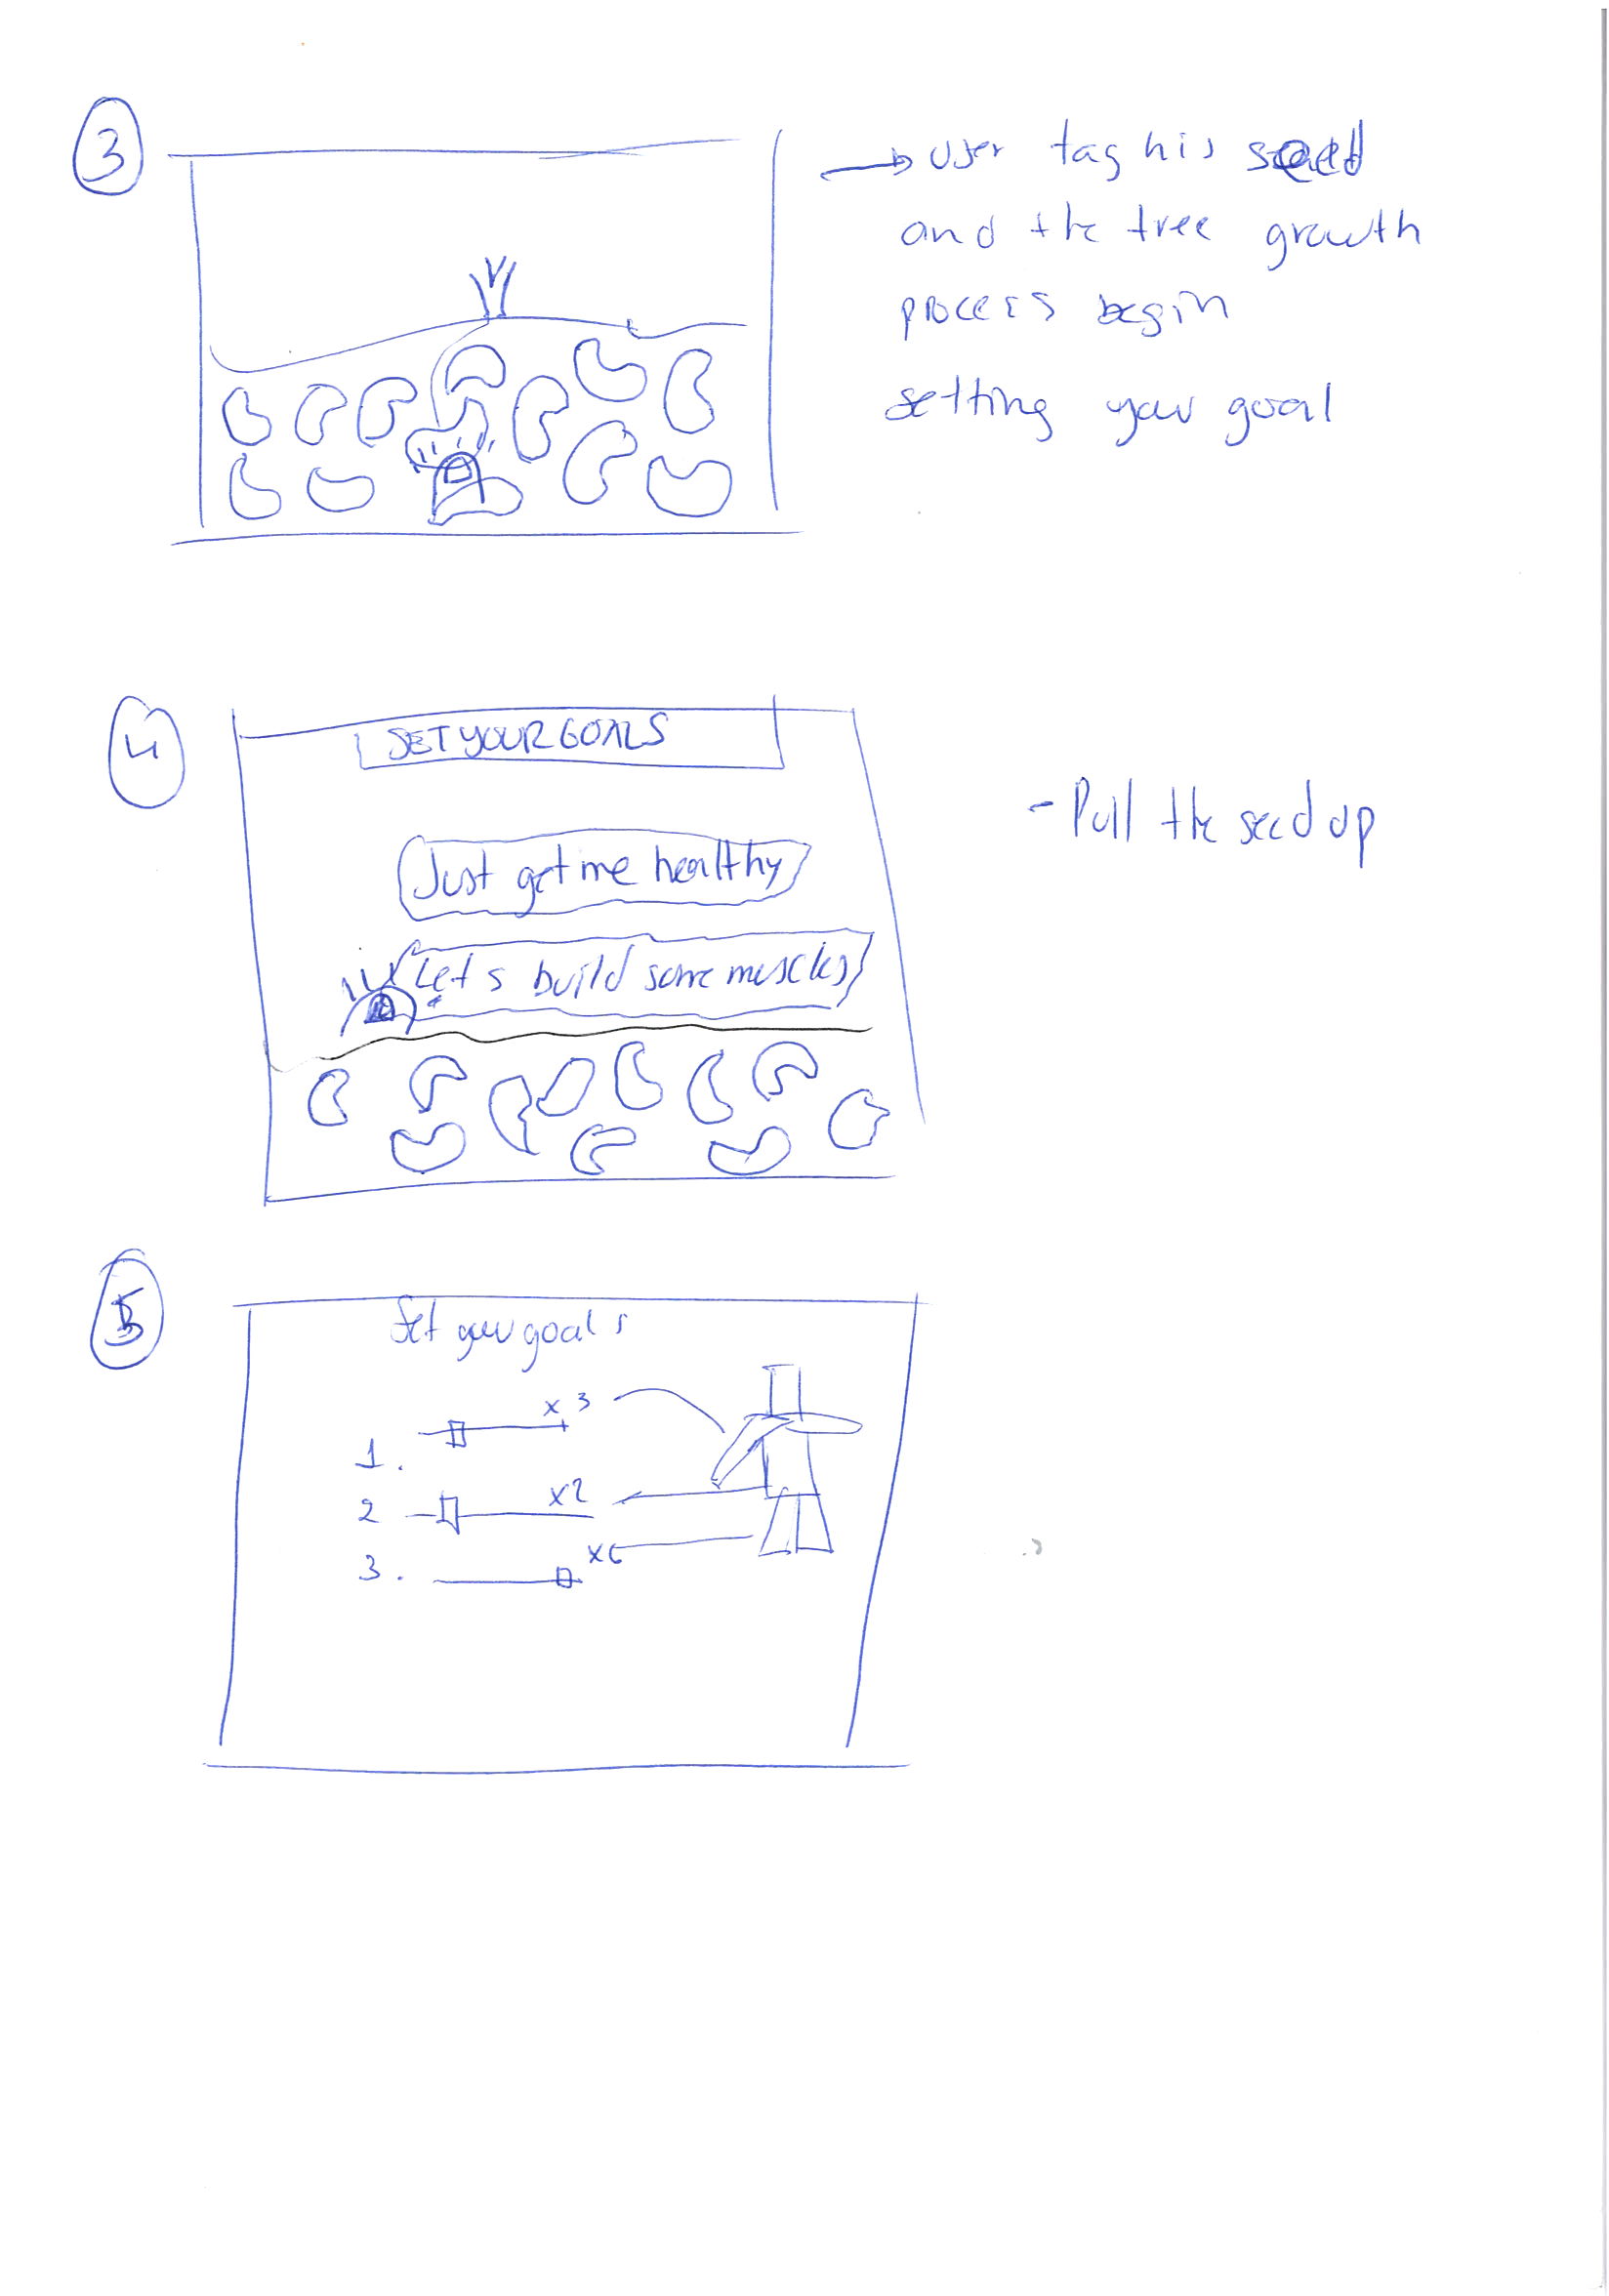 3
user tag his seed
and the tree growth
process begin
setting your goal
4
SET YOUR GOALS
Just get me healthy
Let's build some muscles
- Pull the seed up
5
Set your goals
x 3
1.
x2
2
x6
3.